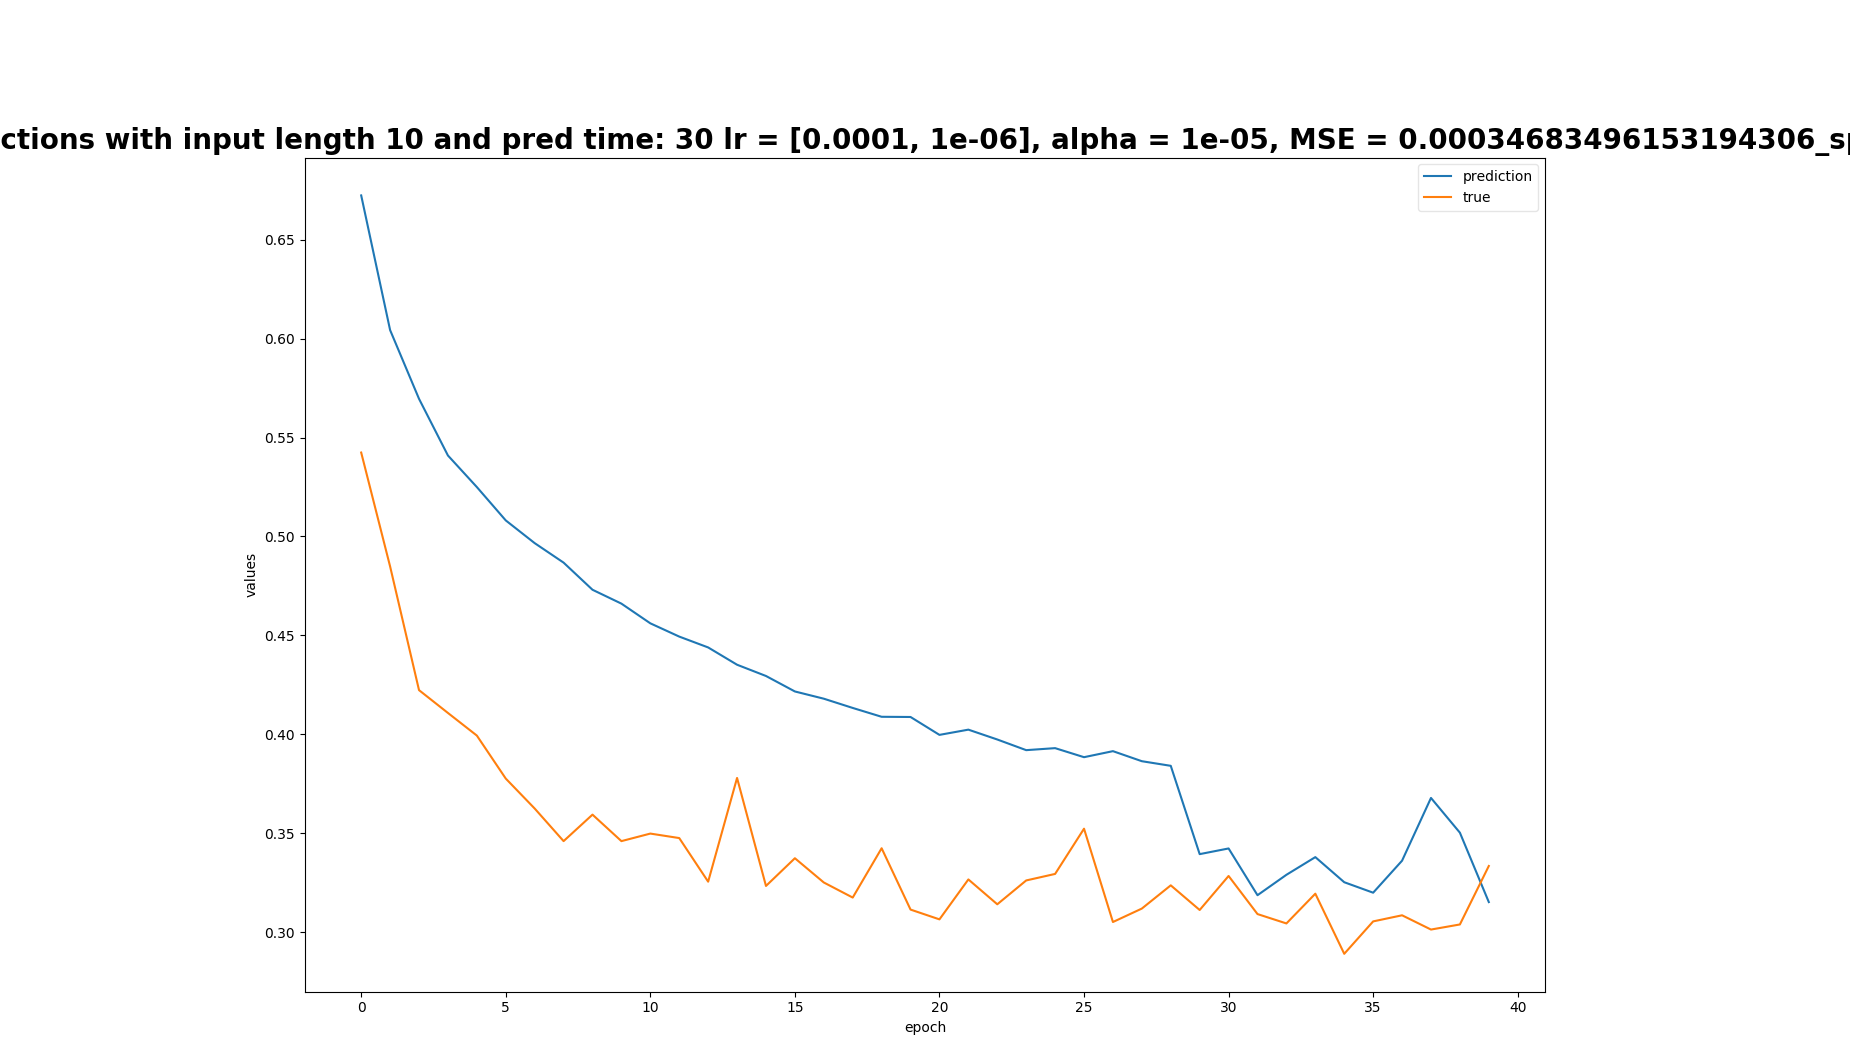 ctions with input length 10 and pred time: 30 lr = [0.0001, 1e-06], alpha = 1e-05, MSE = 0.00034683496153194306_sp
prediction
true
0.65
0.60
0.55
0.50
0.45
0.40
0.35
0.30
values
0 5 10 15 20 25 30 35 40
epoch